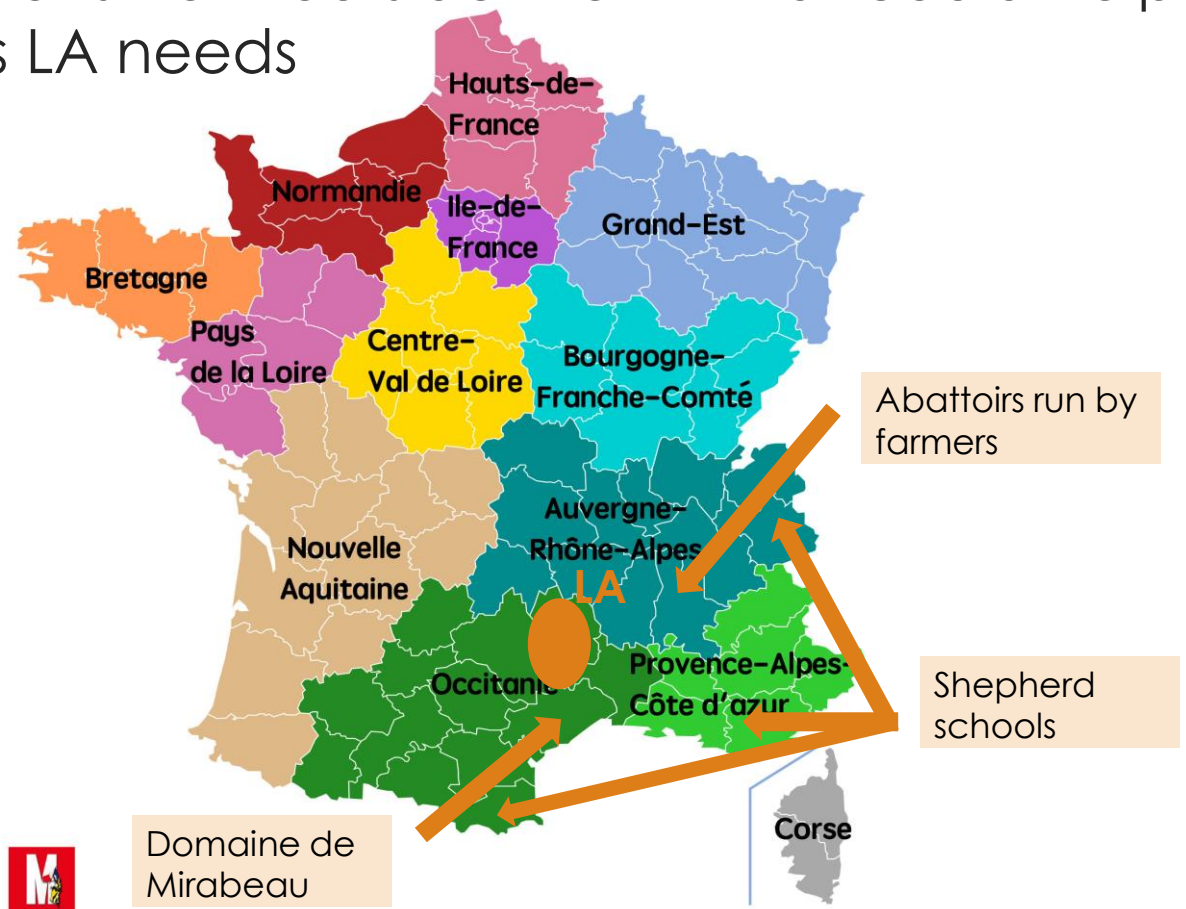 s LA needs
Hauts-de-
France
Normandie
Ile-de-
France
Grand-Est
Bretagne
Pays
de la Loire
Centre-
Val de Loire
Bourgogne-
Franche-Comté
Abattoirs run by
farmers
Auvergne-
Rhône-Alpes
Nouvelle
Aquitaine
LA
Provence-Alpes-
Côte d'azur
Occitanie
Shepherd
schools
Domaine de
Mirabeau
Corse
M